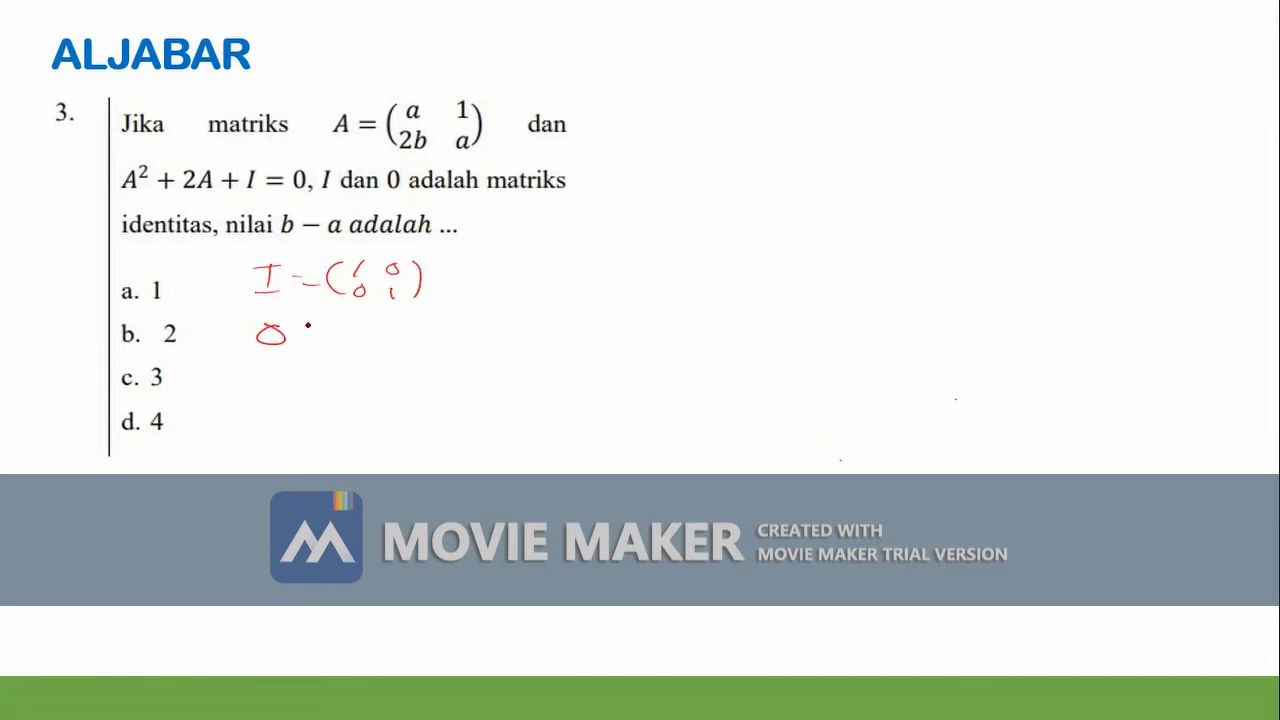 ALJABAR
3. Jika matriks A = (a 1
2b a) dan
A² + 2A + I = 0, I dan 0 adalah matriks
identitas, nilai b − a adalah ...
a. 1
I = (1 0
0 1)
b. 2
0
c. 3
d. 4
MOVIE MAKER
CREATED WITH
MOVIE MAKER TRIAL VERSION